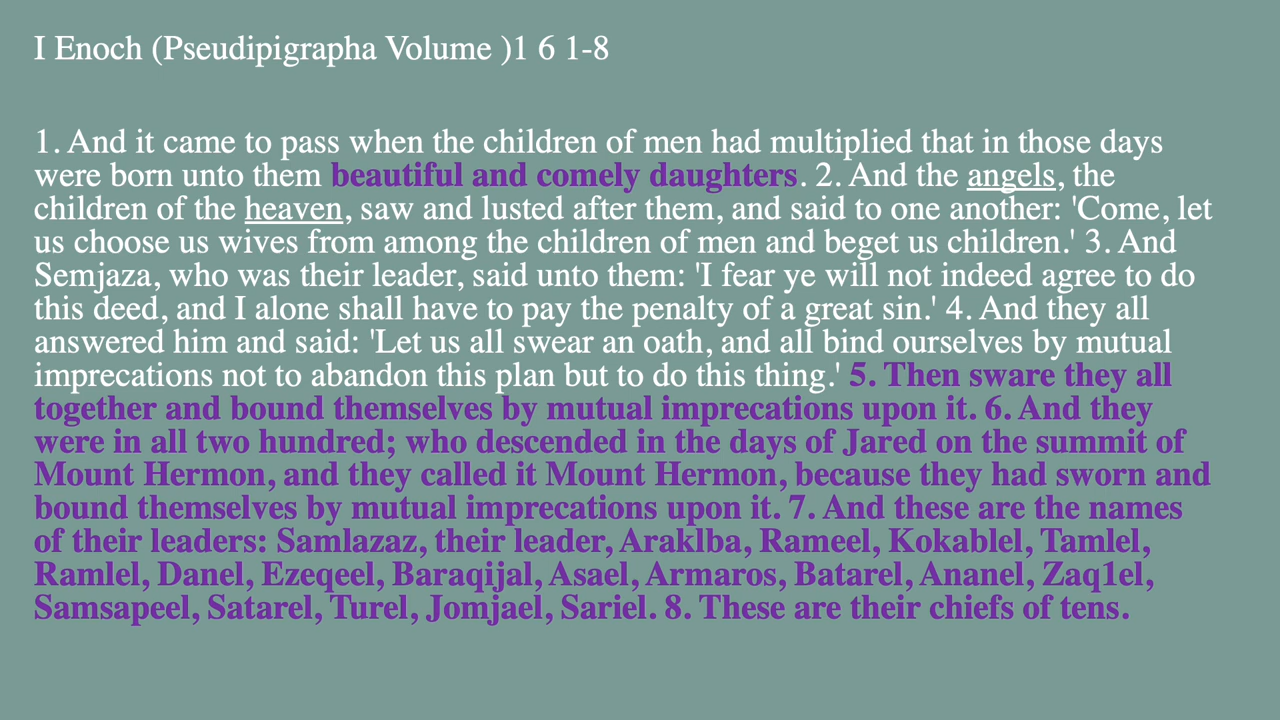 I Enoch (Pseudipigrapha Volume )1 6 1-8
1. And it came to pass when the children of men had multiplied that in those days
were born unto them beautiful and comely daughters. 2. And the angels, the
children of the heaven, saw and lusted after them, and said to one another: 'Come, let
us choose us wives from among the children of men and beget us children.' 3. And
Semjaza, who was their leader, said unto them: 'I fear ye will not indeed agree to do
this deed, and I alone shall have to pay the penalty of a great sin.' 4. And they all
answered him and said: 'Let us all swear an oath, and all bind ourselves by mutual
imprecations not to abandon this plan but to do this thing.' 5. Then sware they all
together and bound themselves by mutual imprecations upon it. 6. And they
were in all two hundred; who descended in the days of Jared on the summit of
Mount Hermon, and they called it Mount Hermon, because they had sworn and
bound themselves by mutual imprecations upon it. 7. And these are the names
of their leaders: Samlazaz, their leader, Araklba, Rameel, Kokablel, Tamlel,
Ramlel, Danel, Ezeqeel, Baraqijal, Asael, Armaros, Batarel, Ananel, Zaq1el,
Samsapeel, Satarel, Turel, Jomjael, Sariel. 8. These are their chiefs of tens.